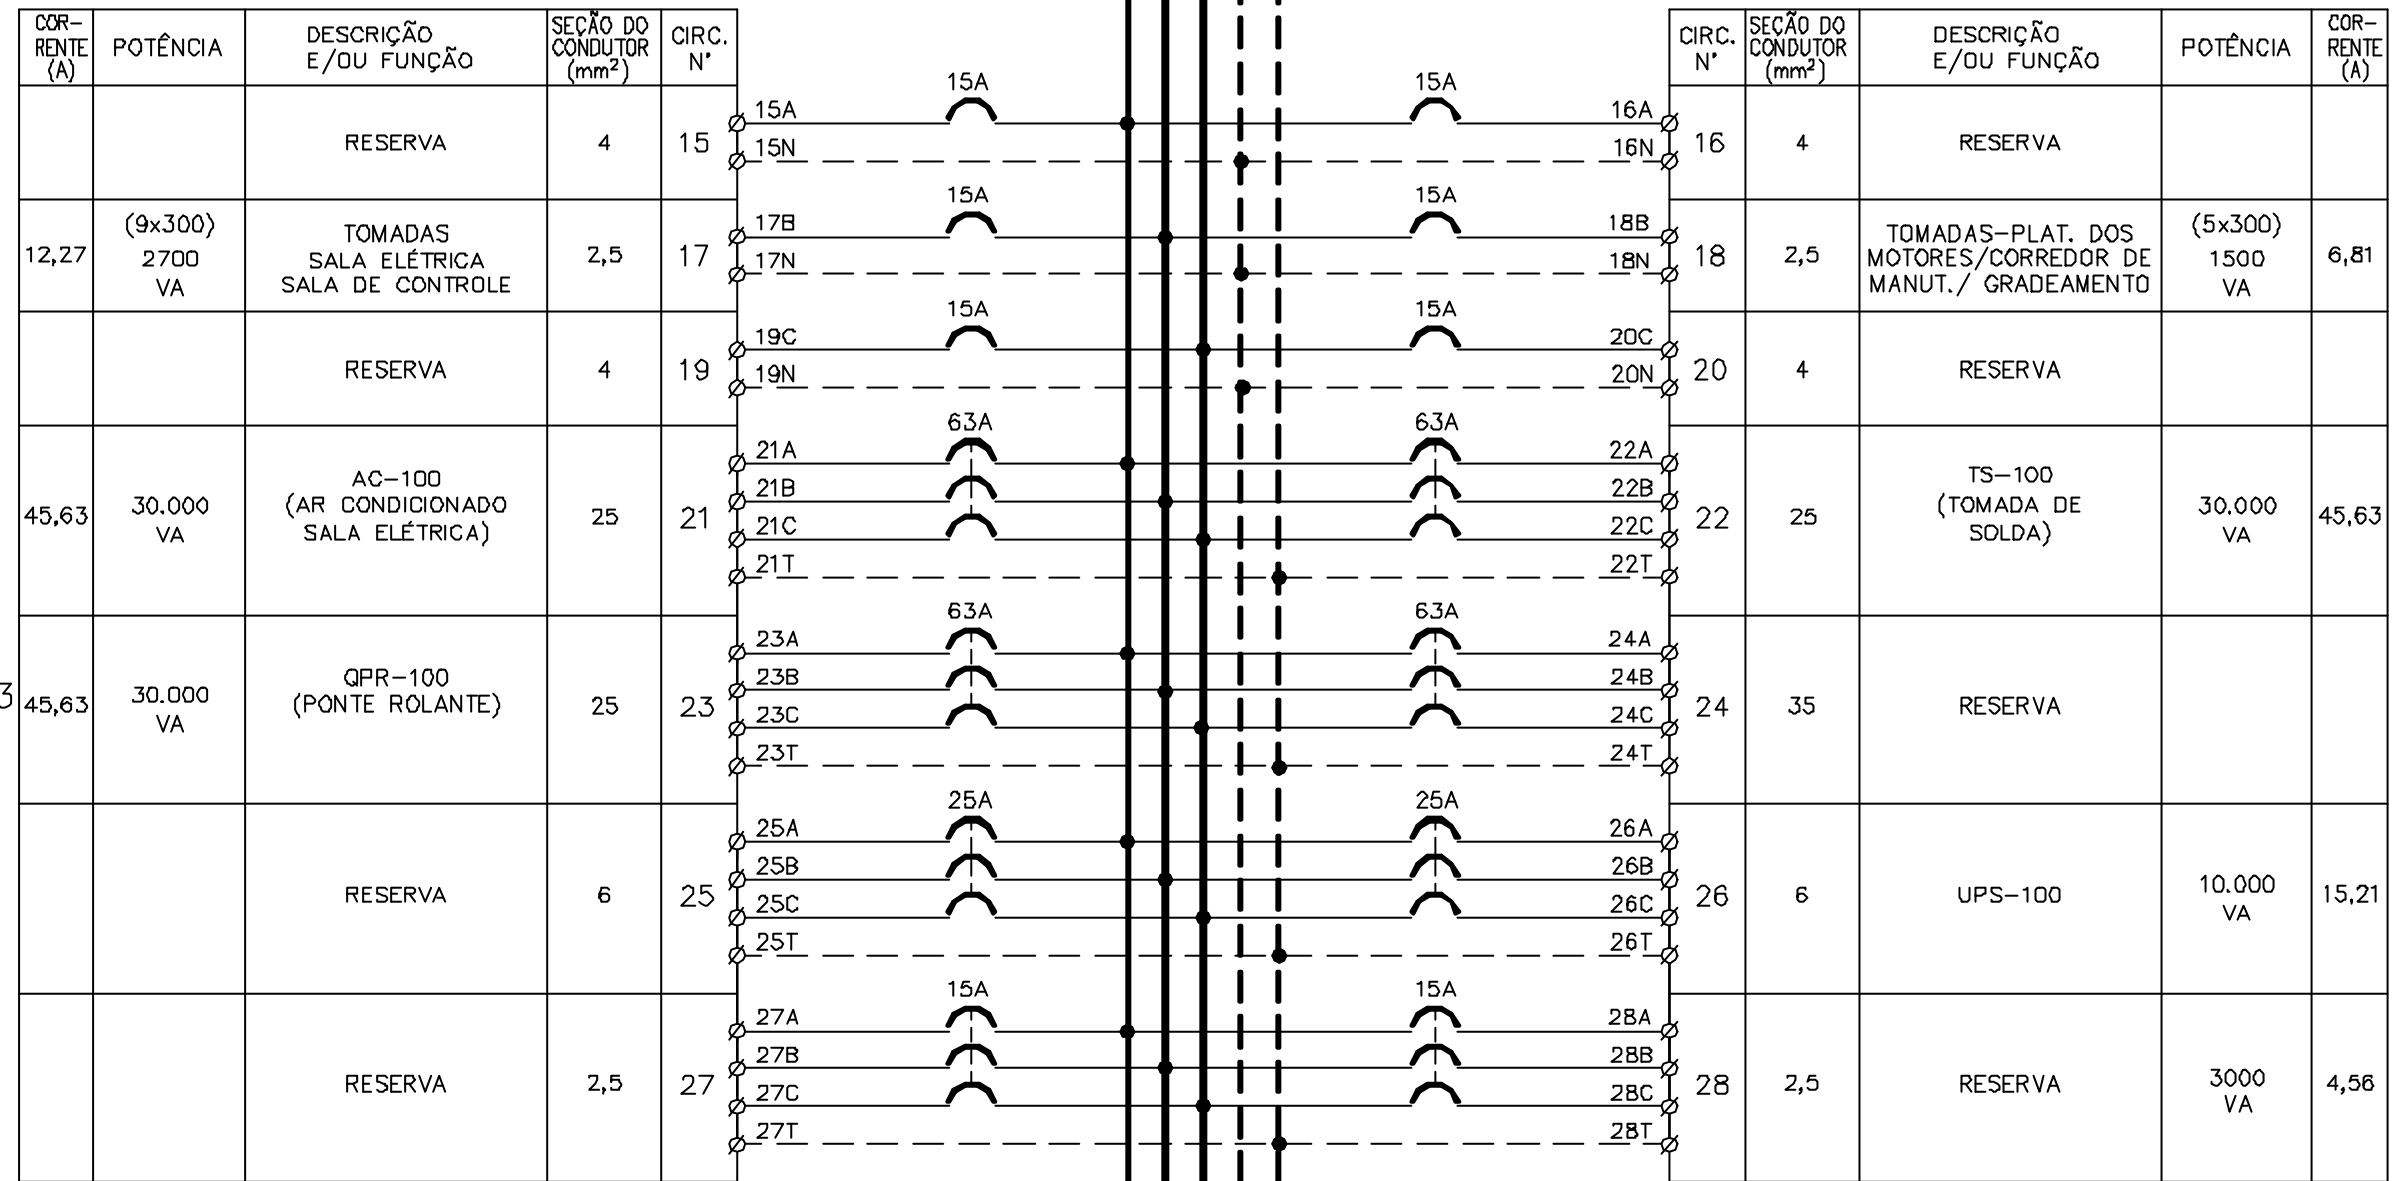 COR-
RENTE
(A)
POTÊNCIA
DESCRIÇÃO
E/OU FUNÇÃO
SEÇÃO DO
CONDUTOR
(mm²)
CIRC.
N°
CIRC.
N°
SEÇÃO DO
CONDUTOR
(mm²)
DESCRIÇÃO
E/OU FUNÇÃO
POTÊNCIA
COR-
RENTE
(A)
RESERVA
4
15
15A
15N
15A
15A
16A
16N
16
4
RESERVA
12,27
(9x300)
2700
VA
TOMADAS
SALA ELÉTRICA
SALA DE CONTROLE
2,5
17
17B
17N
15A
15A
18B
18N
18
2,5
TOMADAS-PLAT. DOS
MOTORES/CORREDOR DE
MANUT./ GRADEAMENTO
(5x300)
1500
VA
6,81
RESERVA
4
19
19C
19N
15A
15A
20C
20N
20
4
RESERVA
45,63
30.000
VA
AC-100
(AR CONDICIONADO
SALA ELÉTRICA)
25
21
21A
21B
21C
21T
63A
63A
22A
22B
22C
22T
22
25
TS-100
(TOMADA DE
SOLDA)
30.000
VA
45,63
3
45,63
30.000
VA
QPR-100
(PONTE ROLANTE)
25
23
23A
23B
23C
23T
63A
63A
24A
24B
24C
24T
24
35
RESERVA
RESERVA
6
25
25A
25B
25C
25T
25A
25A
26A
26B
26C
26T
26
6
UPS-100
10.000
VA
15,21
RESERVA
2,5
27
27A
27B
27C
27T
15A
15A
28A
28B
28C
28T
28
2,5
RESERVA
3000
VA
4,56